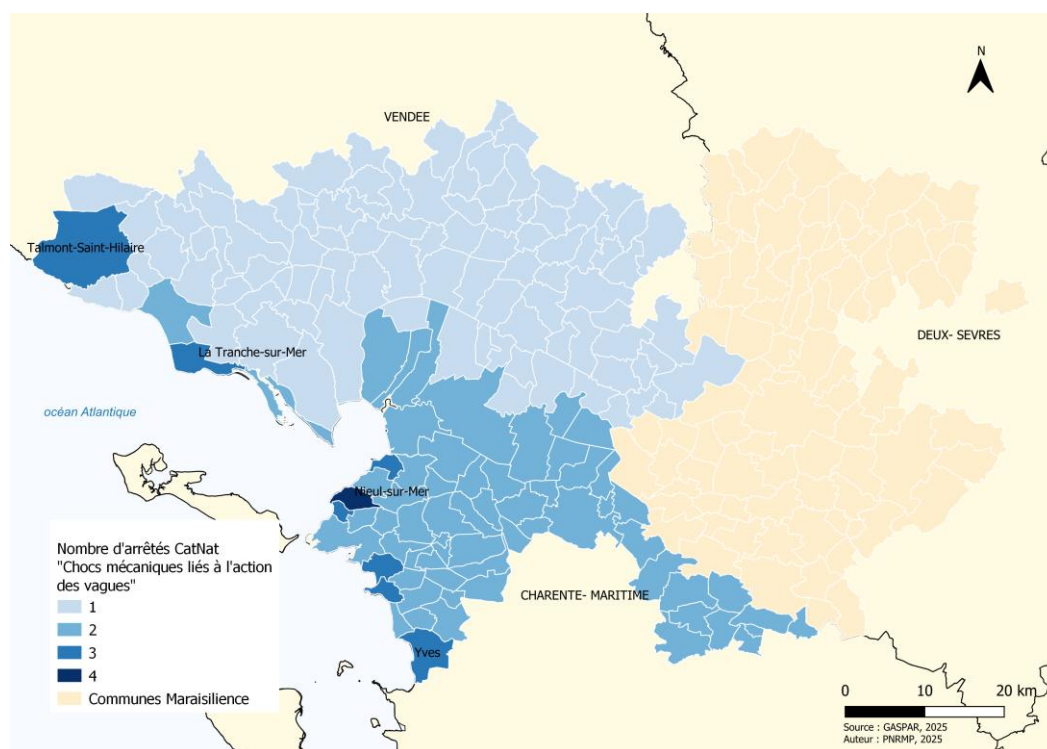 N
VENDEE
Talmont-Saint-Hilaire
DEUX- SEVRES
La Tranche-sur-Mer
océan Atlantique
Nieul-sur-Mer
Nombre d'arrêtés CatNat
"Chocs mécaniques liés à l'action
des vagues"
1
2
3
4
Communes Maraisilience
CHARENTE- MARITIME
Yves
0 10 20 km
Source : GASPAR, 2025
Auteur : PNRMP, 2025